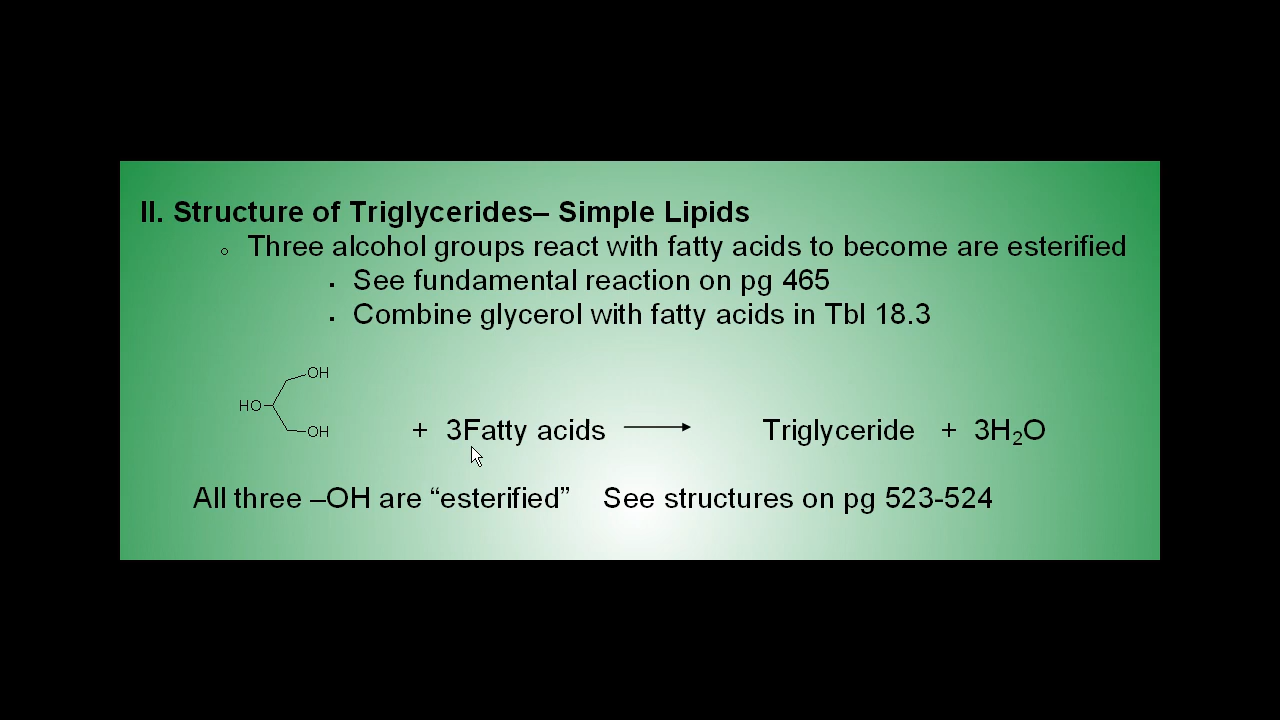 II. Structure of Triglycerides– Simple Lipids
○ Three alcohol groups react with fatty acids to become are esterified
▪ See fundamental reaction on pg 465
▪ Combine glycerol with fatty acids in Tbl 18.3
OH
HO
OH
+ 3Fatty acids ⟶ Triglyceride + 3H₂O
All three –OH are “esterified” See structures on pg 523-524